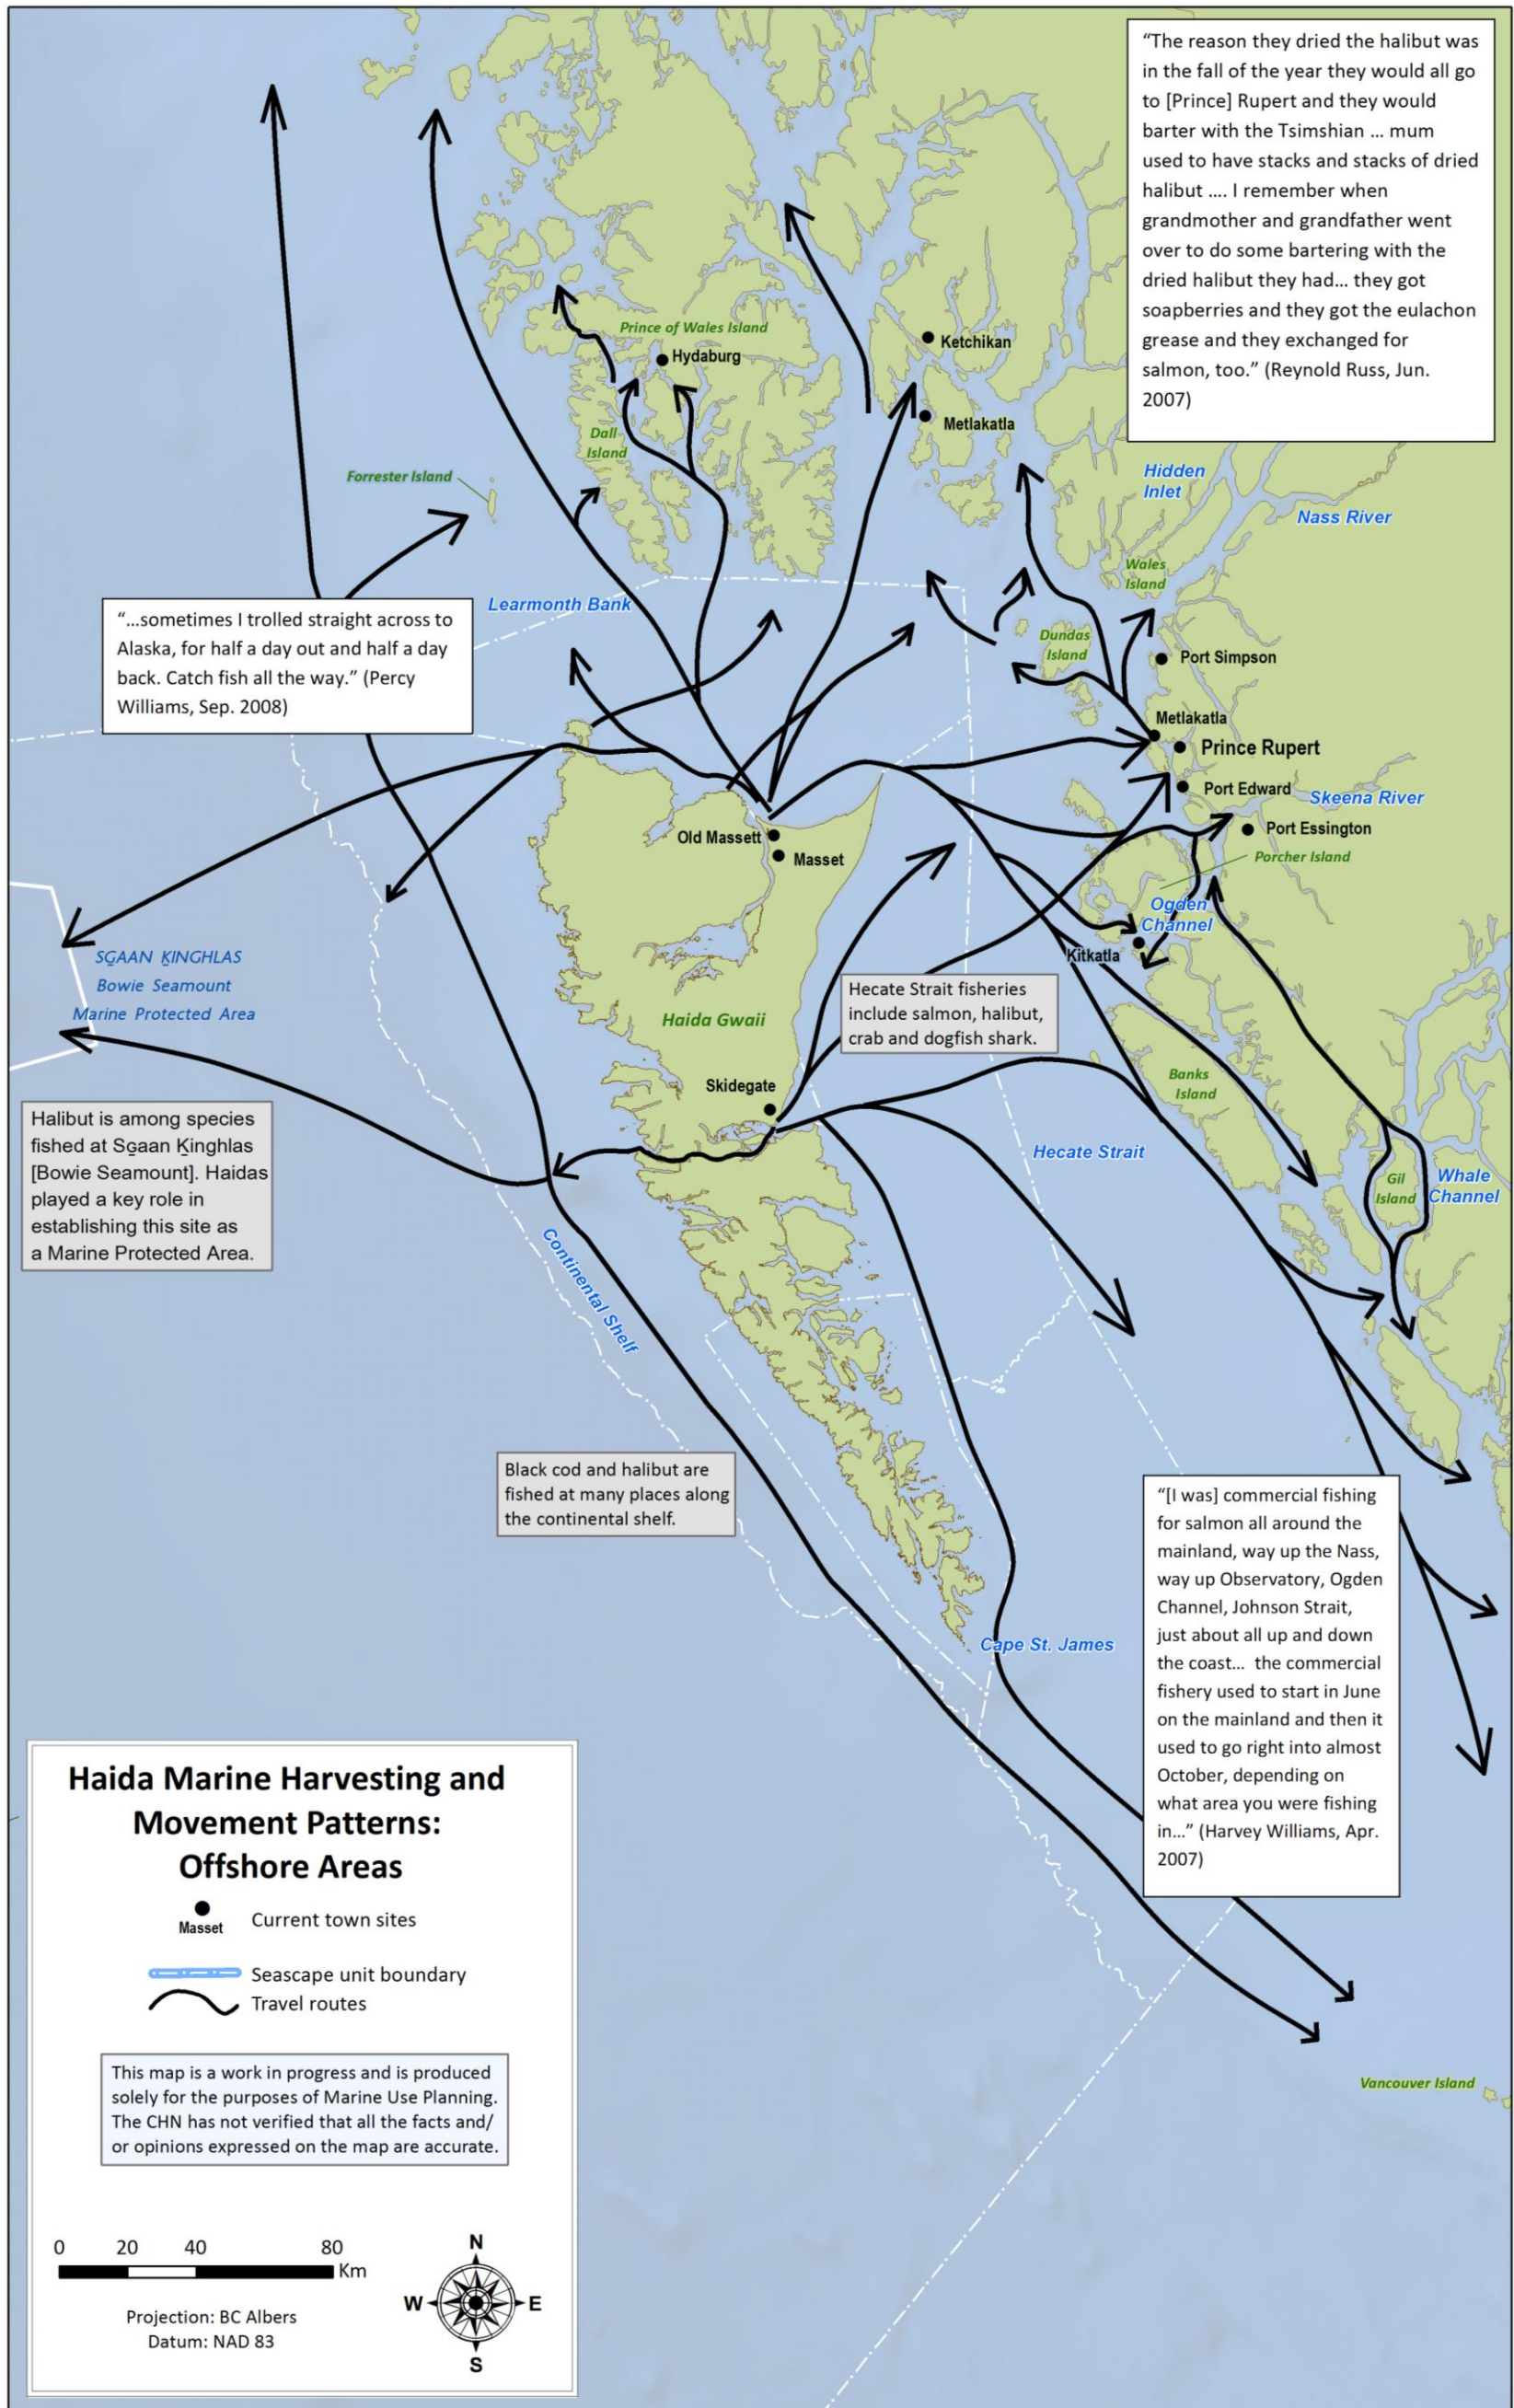 “The reason they dried the halibut was
in the fall of the year they would all go
to [Prince] Rupert and they would
barter with the Tsimshian ... mum
used to have stacks and stacks of dried
halibut .... I remember when
grandmother and grandfather went
over to do some bartering with the
dried halibut they had... they got
soapberries and they got the eulachon
grease and they exchanged for
salmon, too.” (Reynold Russ, Jun.
2007)
Prince of Wales Island
Hydaburg
Ketchikan
Metlakatla
Dall
Island
Forrester Island
Hidden
Inlet
Nass River
Wales
Island
Learmonth Bank
“...sometimes I trolled straight across to
Alaska, for half a day out and half a day
back. Catch fish all the way.” (Percy
Williams, Sep. 2008)
Dundas
Island
Port Simpson
Metlakatla
Prince Rupert
Port Edward
Skeena River
Port Essington
Porcher Island
Old Massett
Masset
Ogden
Channel
Kitkatla
SG̲AAN K̲INGHLAS
Bowie Seamount
Marine Protected Area
Hecate Strait fisheries
include salmon, halibut,
crab and dogfish shark.
Haida Gwaii
Skidegate
Banks
Island
Halibut is among species
fished at Sg̲aan K̲inghlas
[Bowie Seamount]. Haidas
played a key role in
establishing this site as
a Marine Protected Area.
Hecate Strait
Gil
Island
Whale
Channel
Continental Shelf
Black cod and halibut are
fished at many places along
the continental shelf.
“[I was] commercial fishing
for salmon all around the
mainland, way up the Nass,
way up Observatory, Ogden
Channel, Johnson Strait,
just about all up and down
the coast... the commercial
fishery used to start in June
on the mainland and then it
used to go right into almost
October, depending on
what area you were fishing
in...” (Harvey Williams, Apr.
2007)
Cape St. James
Vancouver Island
Haida Marine Harvesting and
Movement Patterns:
Offshore Areas
Masset
Current town sites
Seascape unit boundary
Travel routes
This map is a work in progress and is produced
solely for the purposes of Marine Use Planning.
The CHN has not verified that all the facts and/
or opinions expressed on the map are accurate.
0 20 40 80
Km
Projection: BC Albers
Datum: NAD 83
N
W E
S